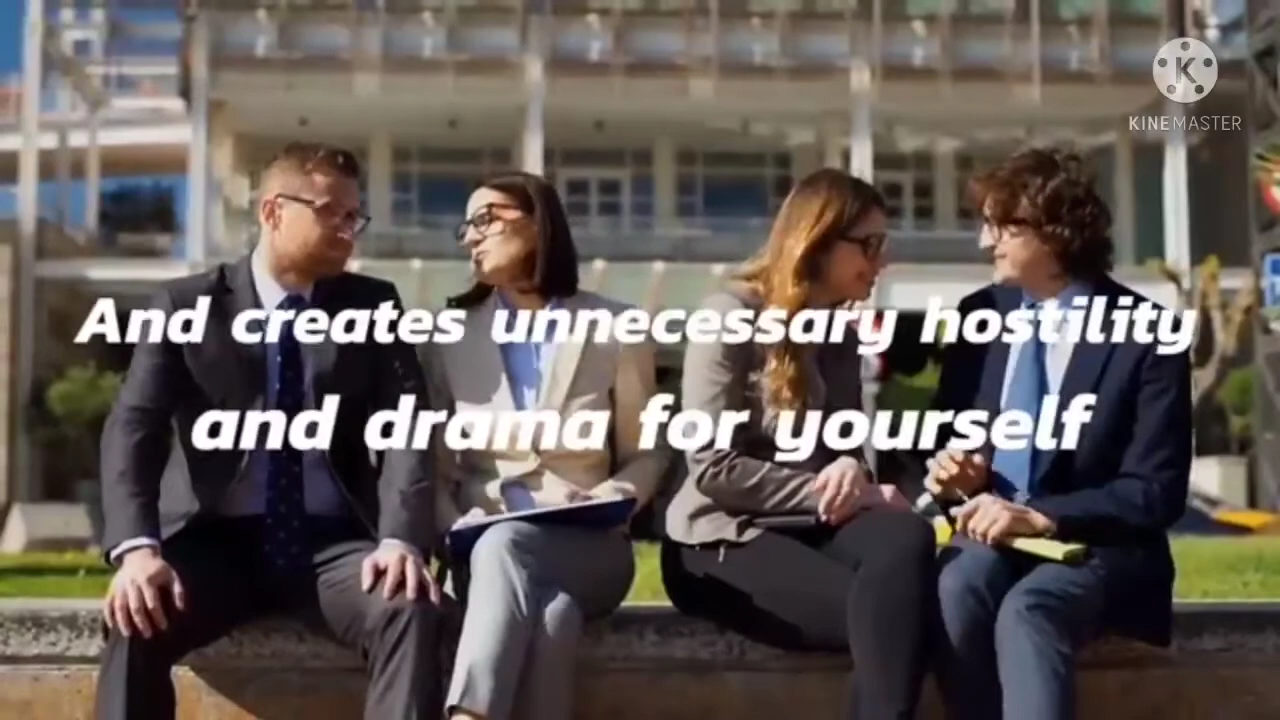 KINEMASTER
And creates unnecessary hostility
and drama for yourself